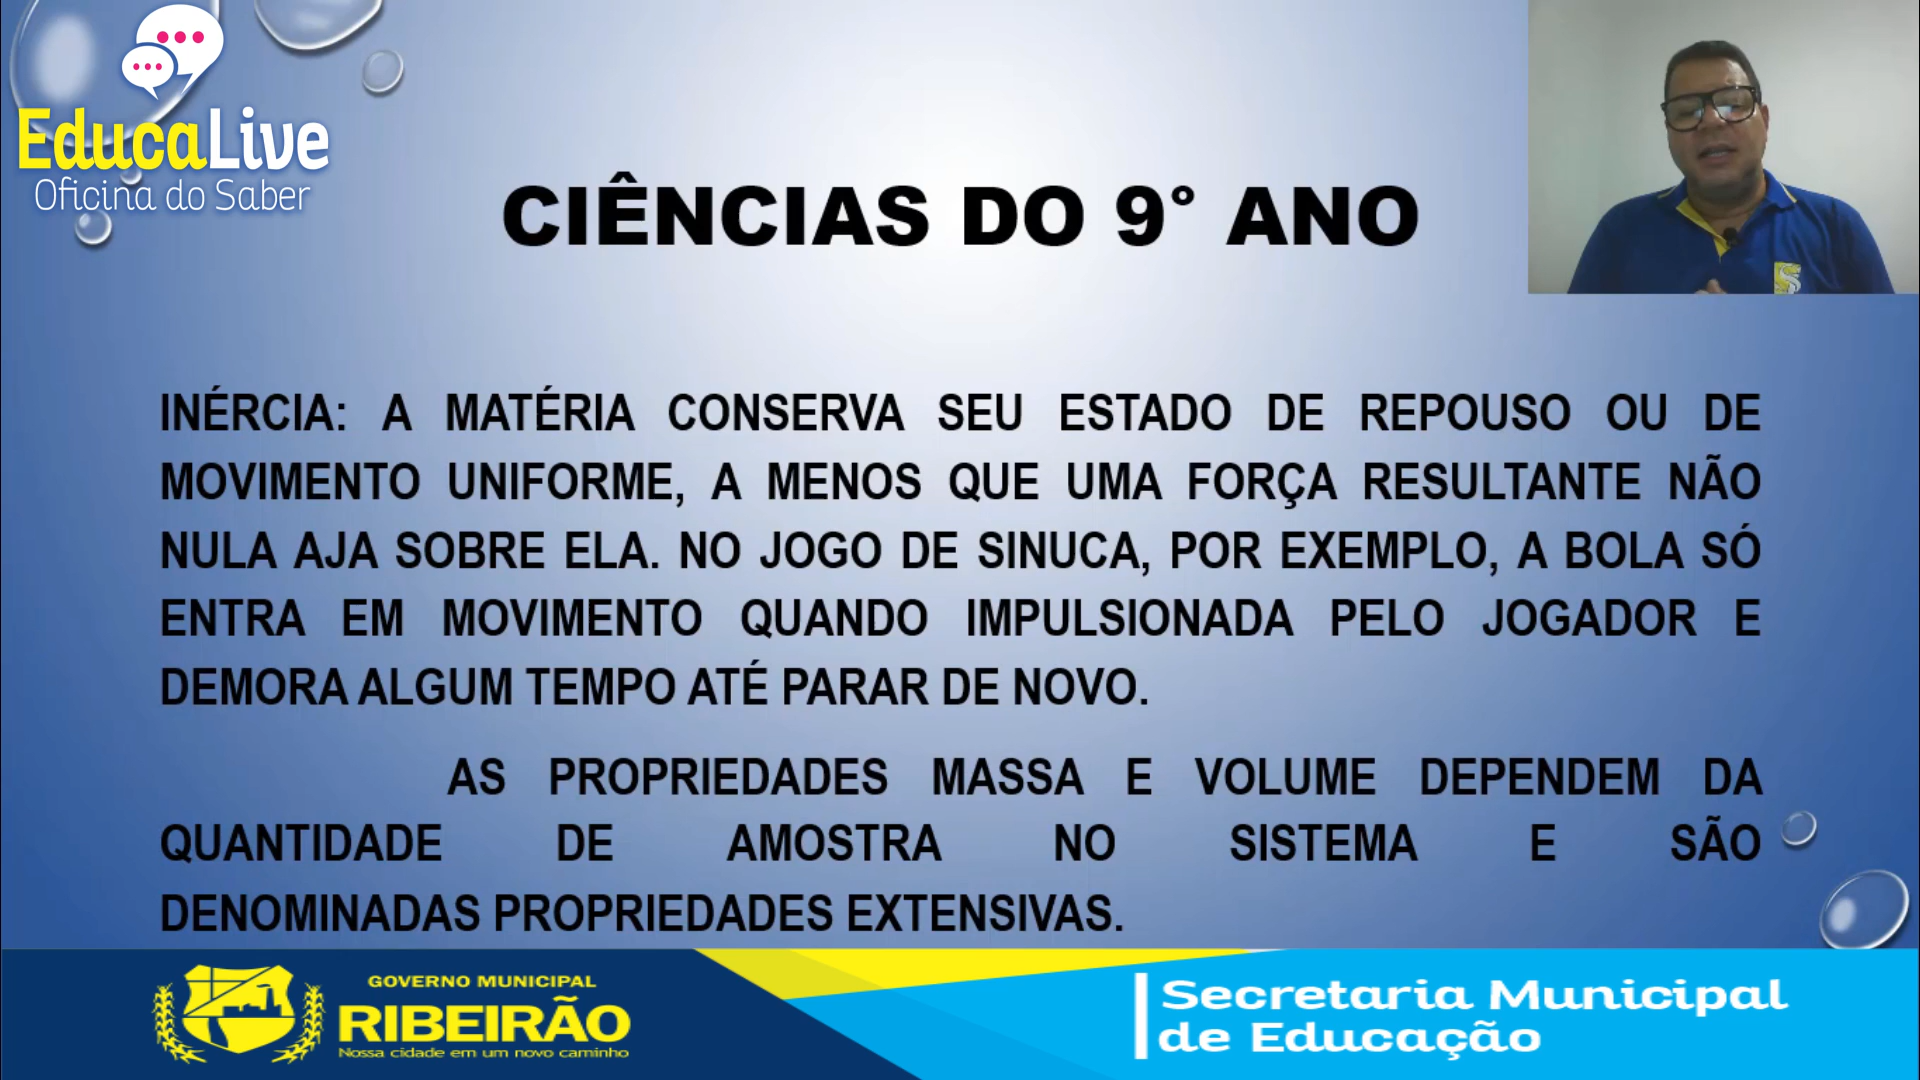 EducaLive
Oficina do Saber
CIÊNCIAS DO 9° ANO
INÉRCIA: A MATÉRIA CONSERVA SEU ESTADO DE REPOUSO OU DE
MOVIMENTO UNIFORME, A MENOS QUE UMA FORÇA RESULTANTE NÃO
NULA AJA SOBRE ELA. NO JOGO DE SINUCA, POR EXEMPLO, A BOLA SÓ
ENTRA EM MOVIMENTO QUANDO IMPULSIONADA PELO JOGADOR E
DEMORA ALGUM TEMPO ATÉ PARAR DE NOVO.
AS PROPRIEDADES MASSA E VOLUME DEPENDEM DA
QUANTIDADE DE AMOSTRA NO SISTEMA E SÃO
DENOMINADAS PROPRIEDADES EXTENSIVAS.
GOVERNO MUNICIPAL
RIBEIRÃO
Nossa cidade em um novo caminho
Secretaria Municipal
de Educação